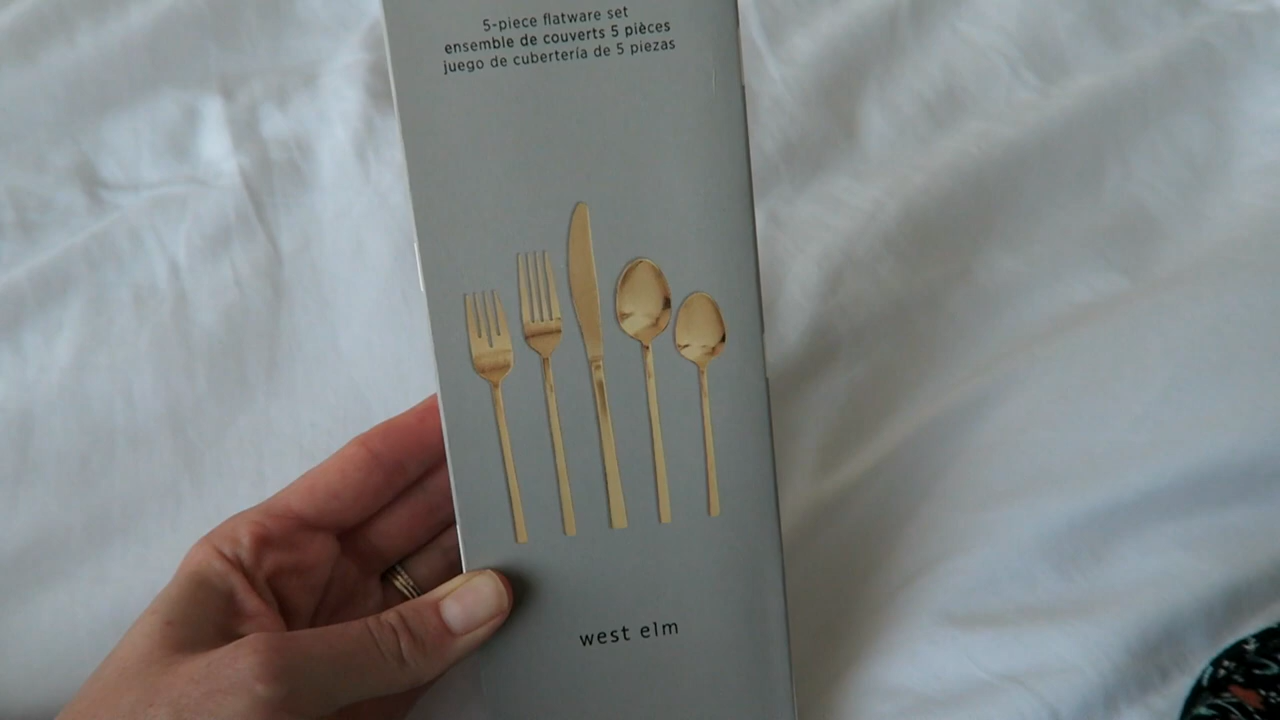 5-piece flatware set
ensemble de couverts 5 pièces
juego de cubertería de 5 piezas
west elm